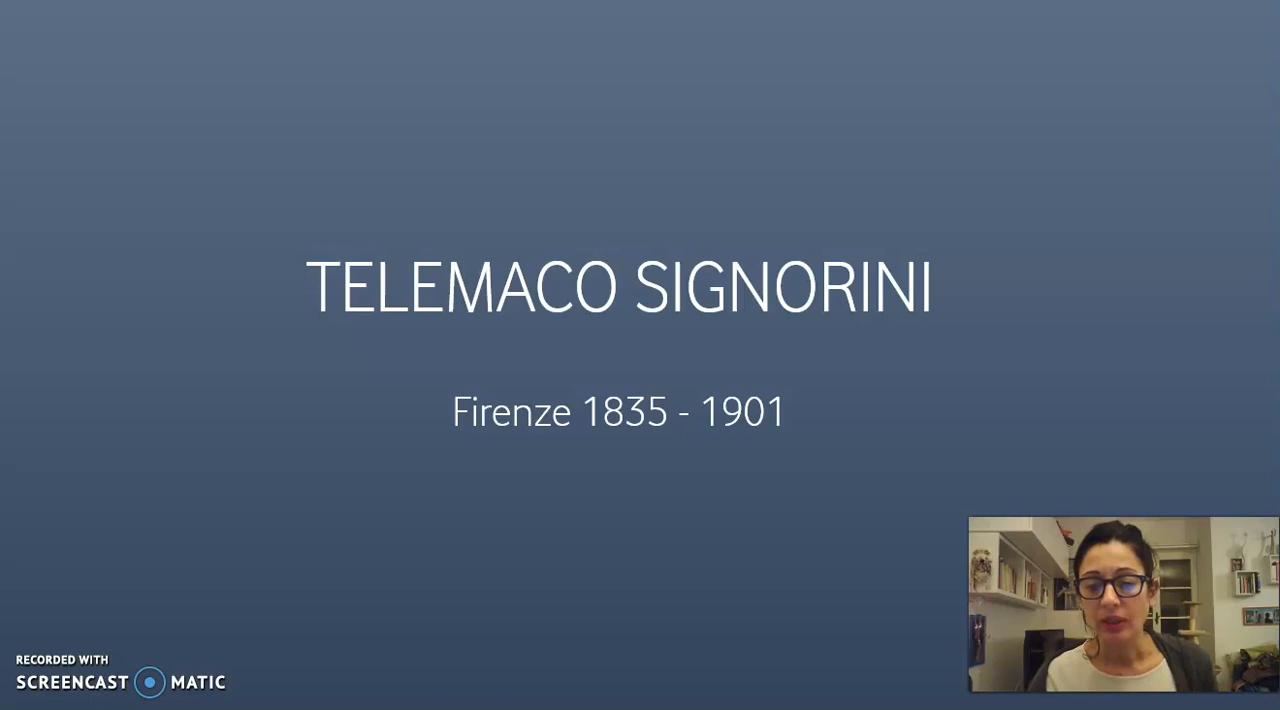 TELEMACO SIGNORINI
Firenze 1835 - 1901
RECORDED WITH
SCREENCAST MATIC